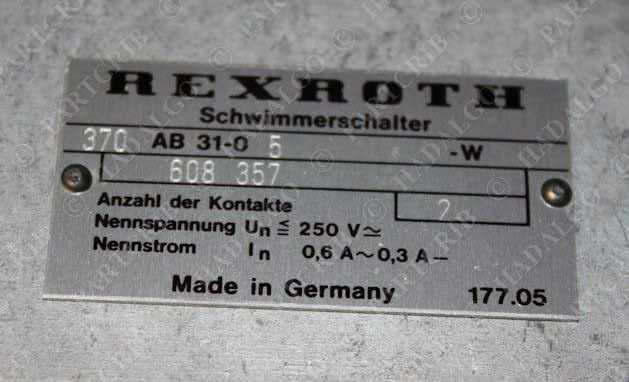 REXROTH
Schwimmerschalter
370 AB 31-0 5 -W
608 357
Anzahl der Kontakte 2
Nennspannung Un ≦ 250 V≃
Nennstrom In 0,6 A∼0,3 A–
Made in Germany 177.05